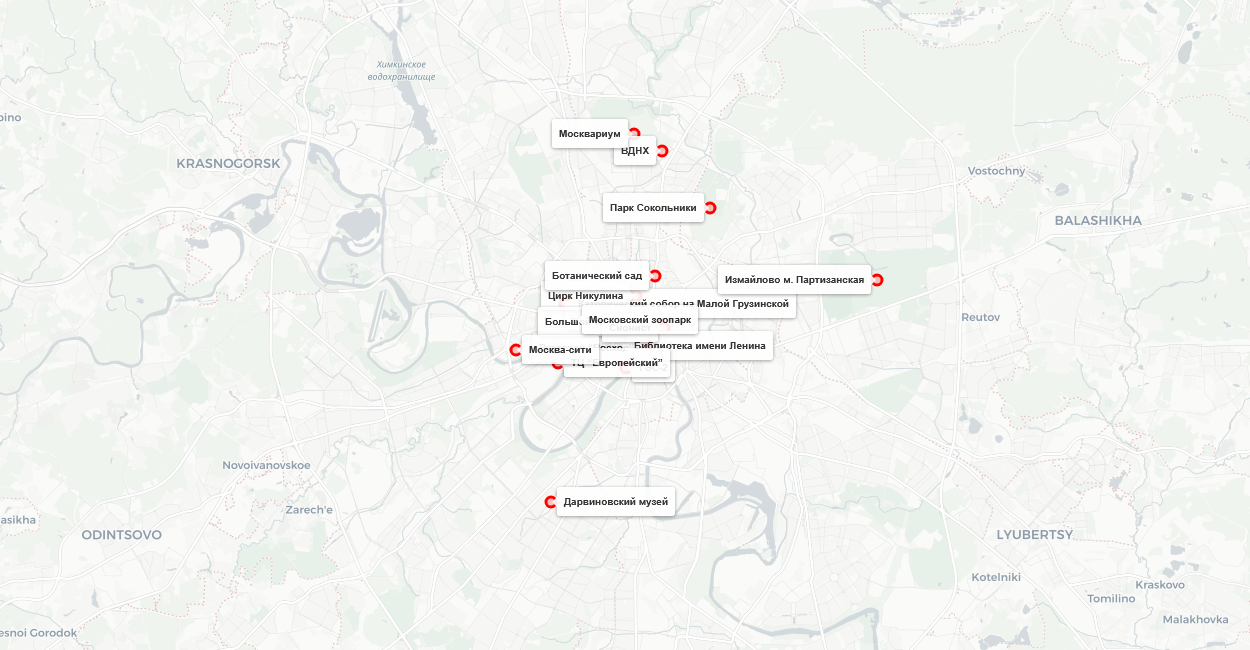 Химкинское
водохранилище
pino
Москвариум
ВДНХ
KRASNOGORSK
Vostochny
Парк Сокольники
BALASHIKHA
Ботанический сад
Измайлово м. Партизанская
Цирк Никулина
кий собор на Малой Грузинской
Reutov
Больш
Московский зоопарк
Библиотека имени Ленина
Москва-сити
ТЦ "Европейский”
Novoivanovskoe
Дарвиновский музей
Zarech'e
asikha
ODINTSOVO
LYUBERTSY
Kotelniki
Kraskovo
Tomilino
Malakhovka
esnoi Gorodok